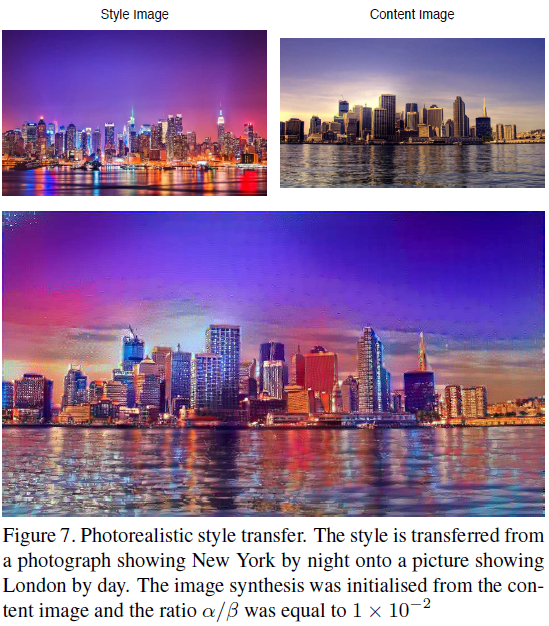 Style Image
Content Image
Figure 7. Photorealistic style transfer. The style is transferred from
a photograph showing New York by night onto a picture showing
London by day. The image synthesis was initialised from the con-
tent image and the ratio α/β was equal to 1 × 10⁻²